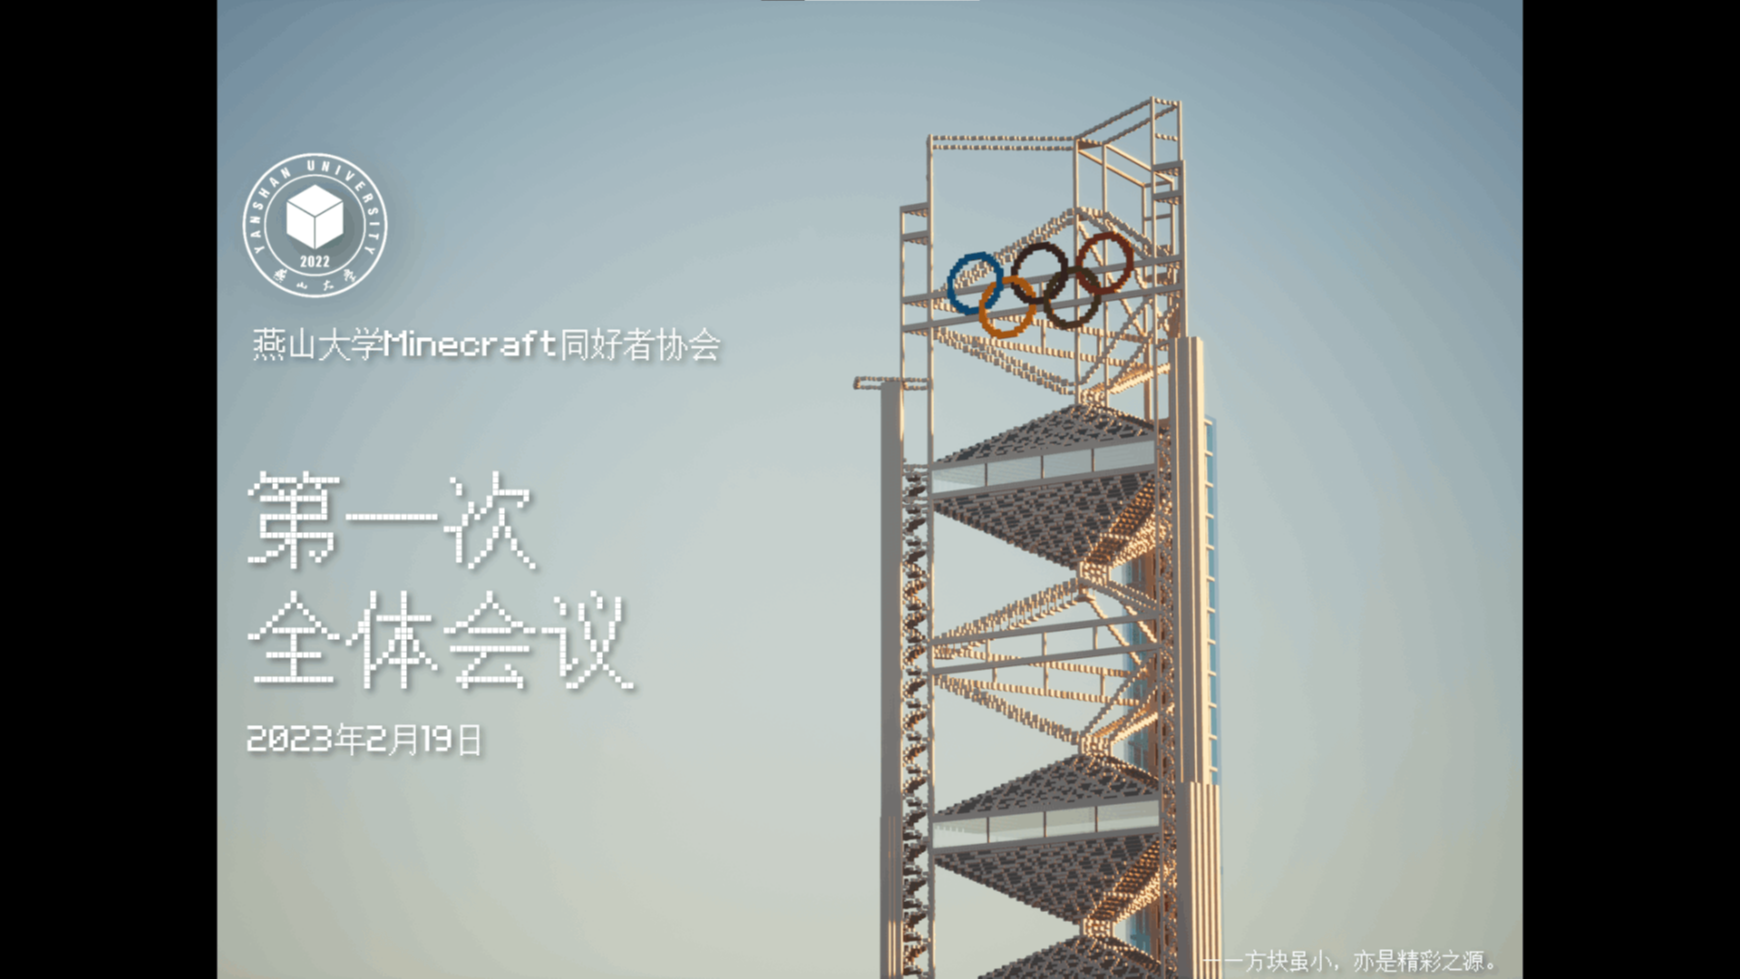 YANSHAN UNIVERSITY
2022
燕山大学
燕山大学Minecraft同好者协会
第一次
全体会议
2023年2月19日
——方块虽小，亦是精彩之源。